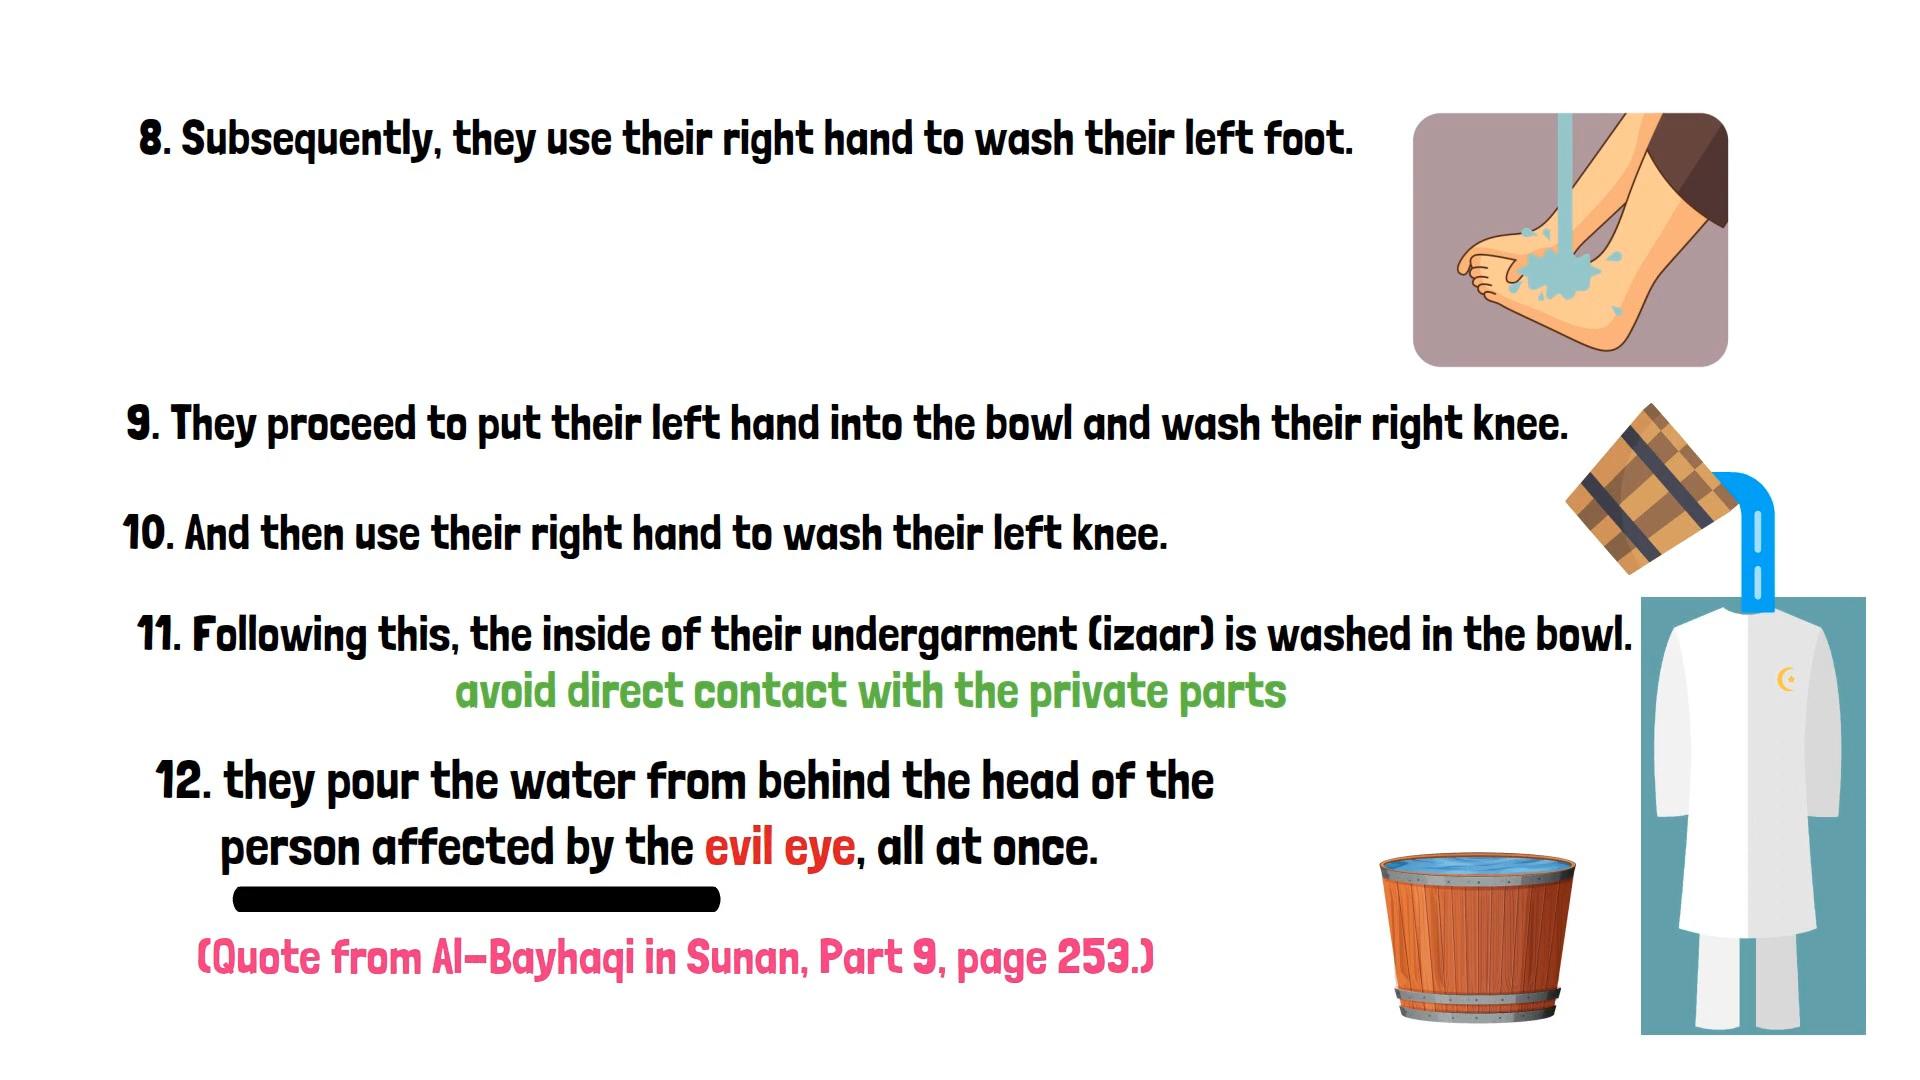 8. Subsequently, they use their right hand to wash their left foot.
9. They proceed to put their left hand into the bowl and wash their right knee.
10. And then use their right hand to wash their left knee.
11. Following this, the inside of their undergarment (izaar) is washed in the bowl.
avoid direct contact with the private parts
12. they pour the water from behind the head of the
person affected by the evil eye, all at once.
(Quote from Al-Bayhaqi in Sunan, Part 9, page 253.)